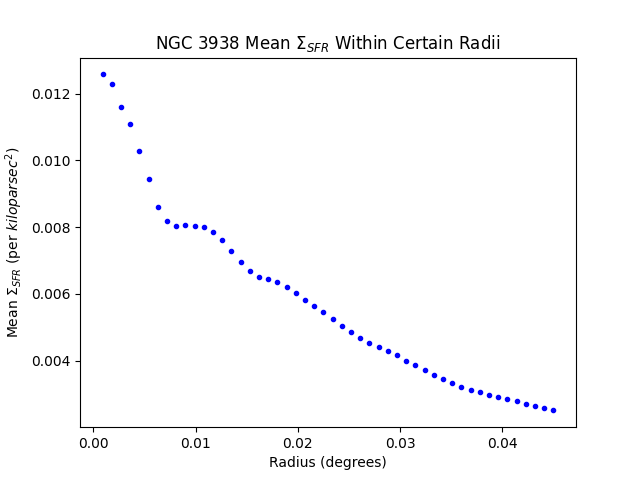 NGC 3938 Mean Σ_SFR Within Certain Radii
Mean Σ_SFR (per kiloparsec²)
0.012
0.010
0.008
0.006
0.004
0.00 0.01 0.02 0.03 0.04
Radius (degrees)